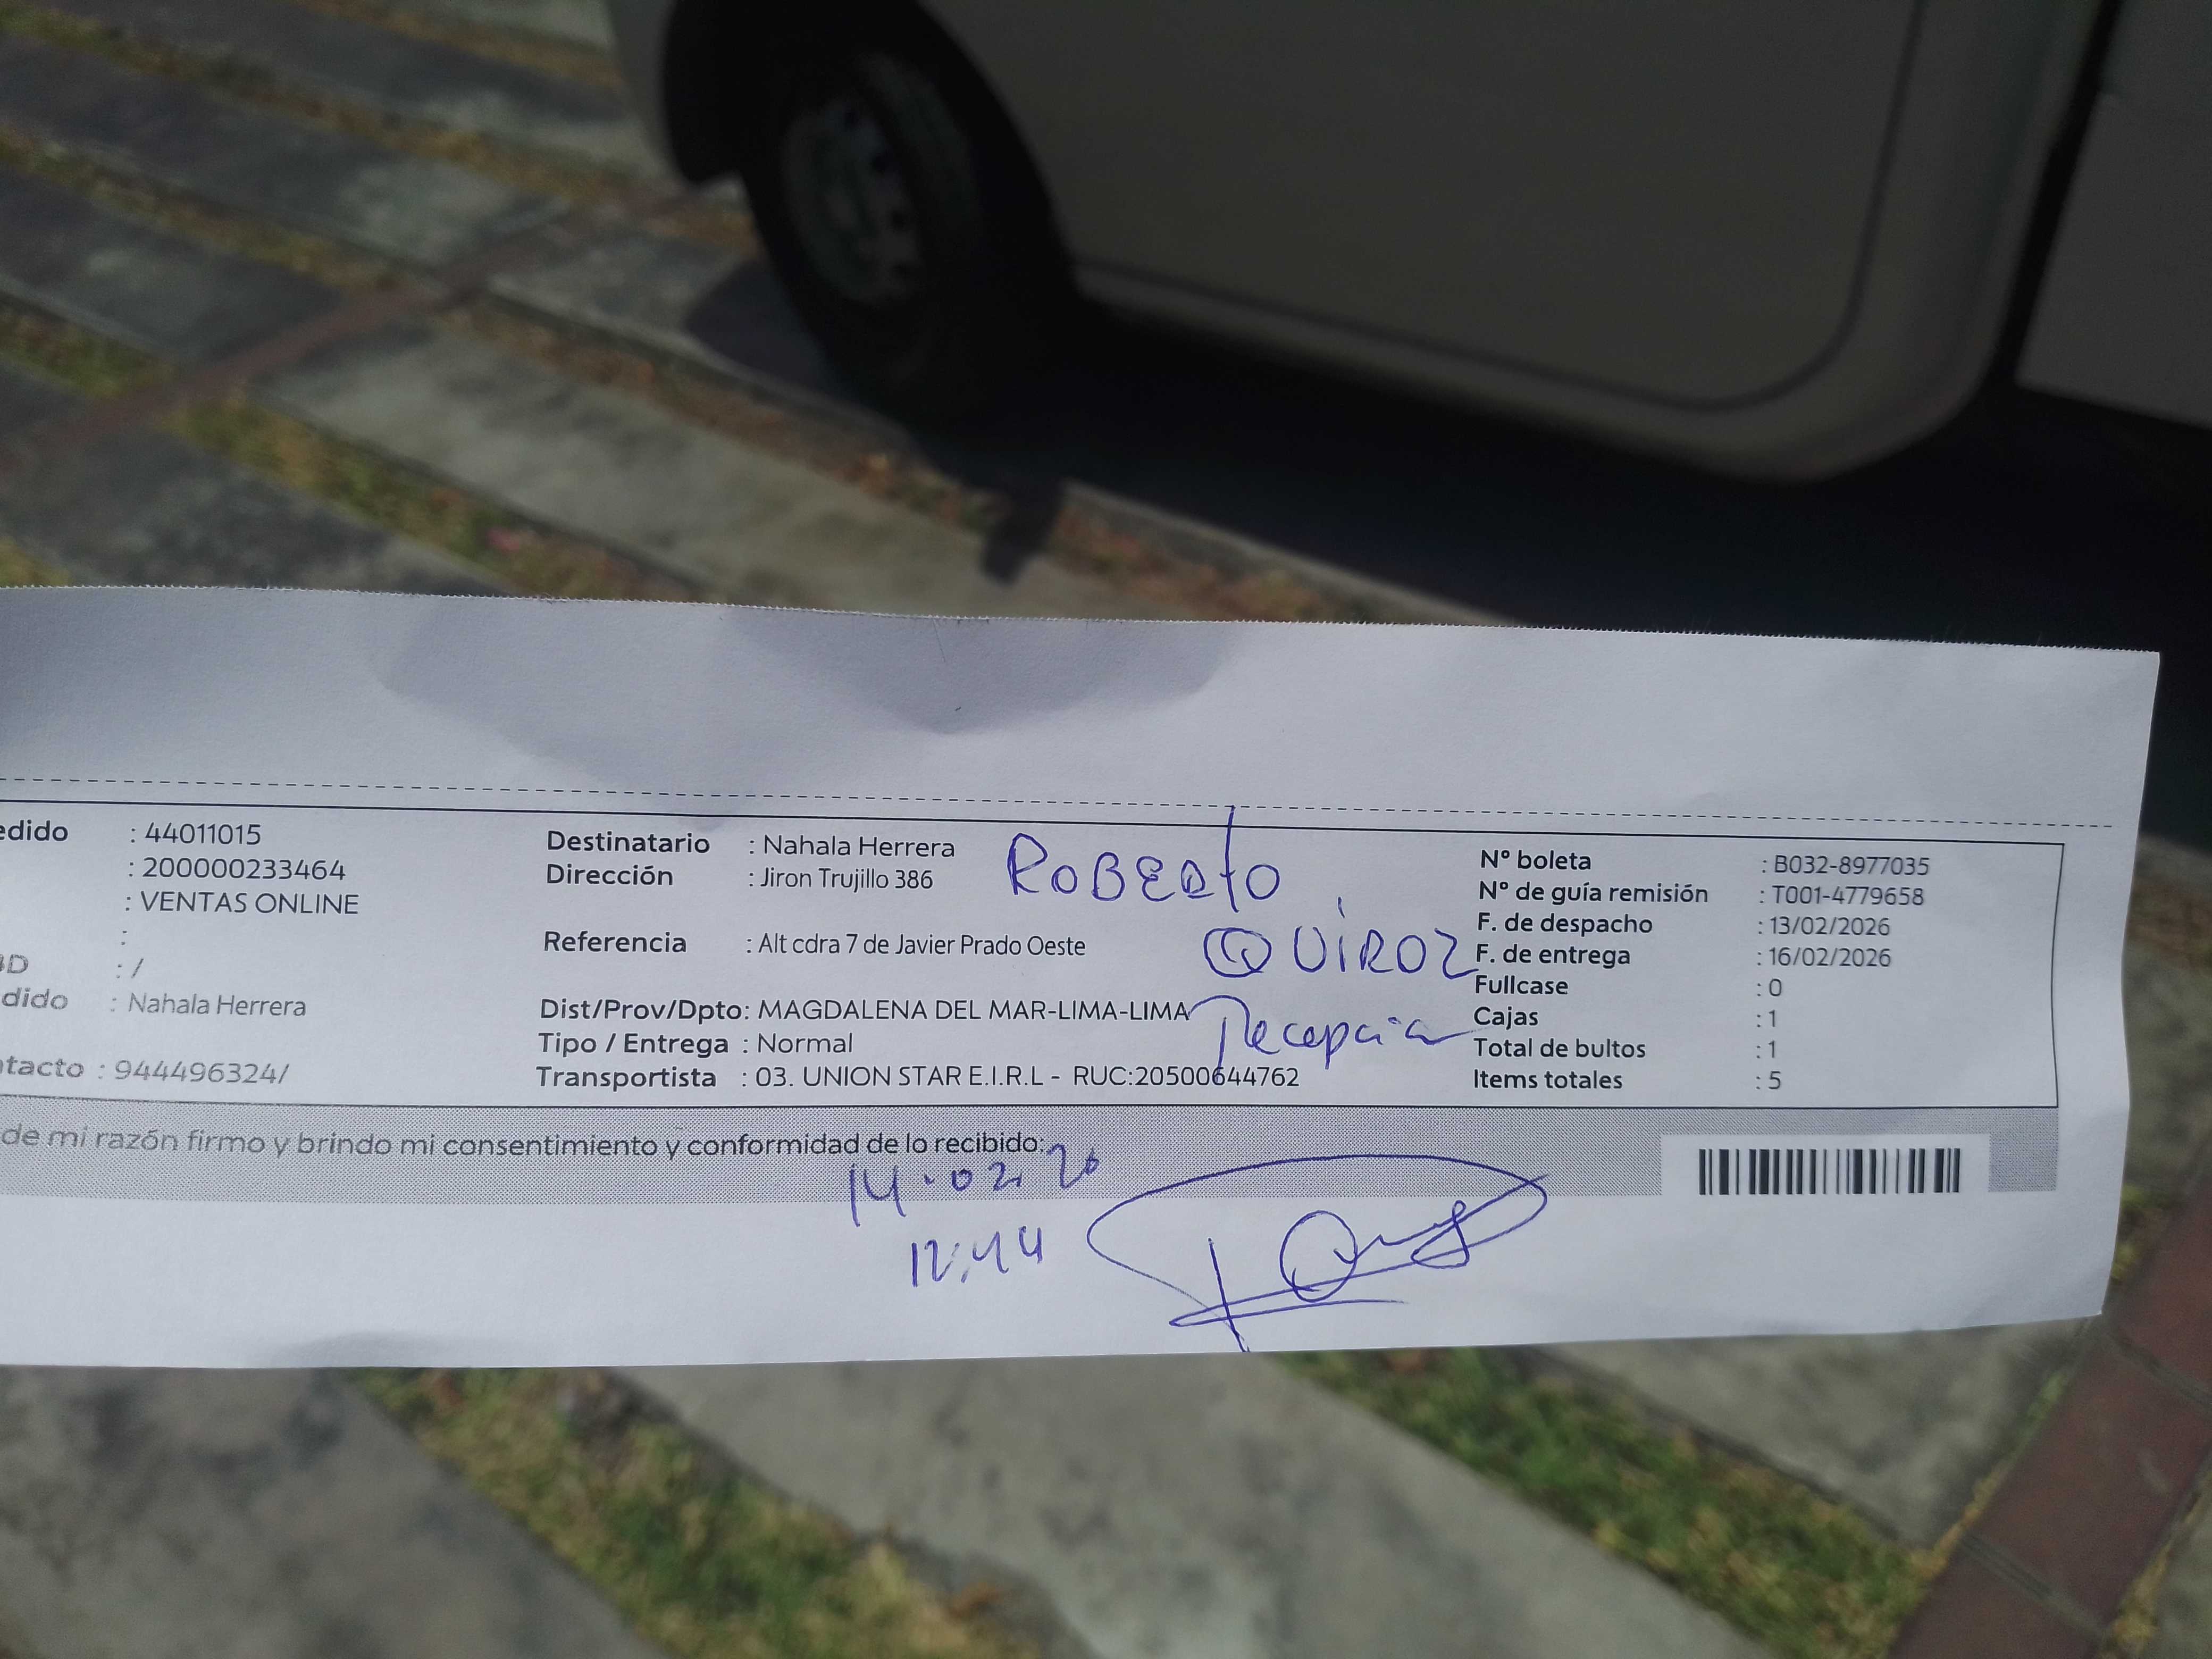 edido : 44011015
: 200000233464
: VENTAS ONLINE
:
BD : /
dido : Nahala Herrera
ntacto : 944496324/
Destinatario : Nahala Herrera
Dirección : Jiron Trujillo 386
Referencia : Alt cdra 7 de Javier Prado Oeste
Dist/Prov/Dpto: MAGDALENA DEL MAR-LIMA-LIMA
Tipo / Entrega : Normal
Transportista : 03. UNION STAR E.I.R.L - RUC:20500644762
ROBERTO
QUIROZ
Recepción
N° boleta : B032-8977035
N° de guía remisión : T001-4779658
F. de despacho : 13/02/2026
F. de entrega : 16/02/2026
Fullcase : 0
Cajas : 1
Total de bultos : 1
Items totales : 5
de mi razón firmo y brindo mi consentimiento y conformidad de lo recibido:
14.02.26
12:44